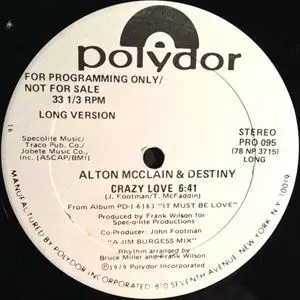 polydor
FOR PROGRAMMING ONLY/
NOT FOR SALE
33 1/3 RPM
LONG VERSION
16
Specolite Music/
Traco Pub. Co./
Jobete Music Co.,
Inc. (ASCAP/BMI)
STEREO
PRO 095
(78 NP 3715)
LONG
ALTON MCCLAIN & DESTINY
CRAZY LOVE 6:41
(J. Footman/T. McFaddin)
From Album PD-1-6163 "IT MUST BE LOVE"
Produced by Frank Wilson for
Spec-o-lite Productions
Co-Producer: John Footman
"A JIM BURGESS MIX"
Rhythm arranged by
Bruce Miller and Frank Wilson
℗1979 Polydor Incorporated
MANUFACTURED BY POLYDOR INCORPORATED 810 SEVENTH AVENUE, NEW YORK, N.Y. 10019